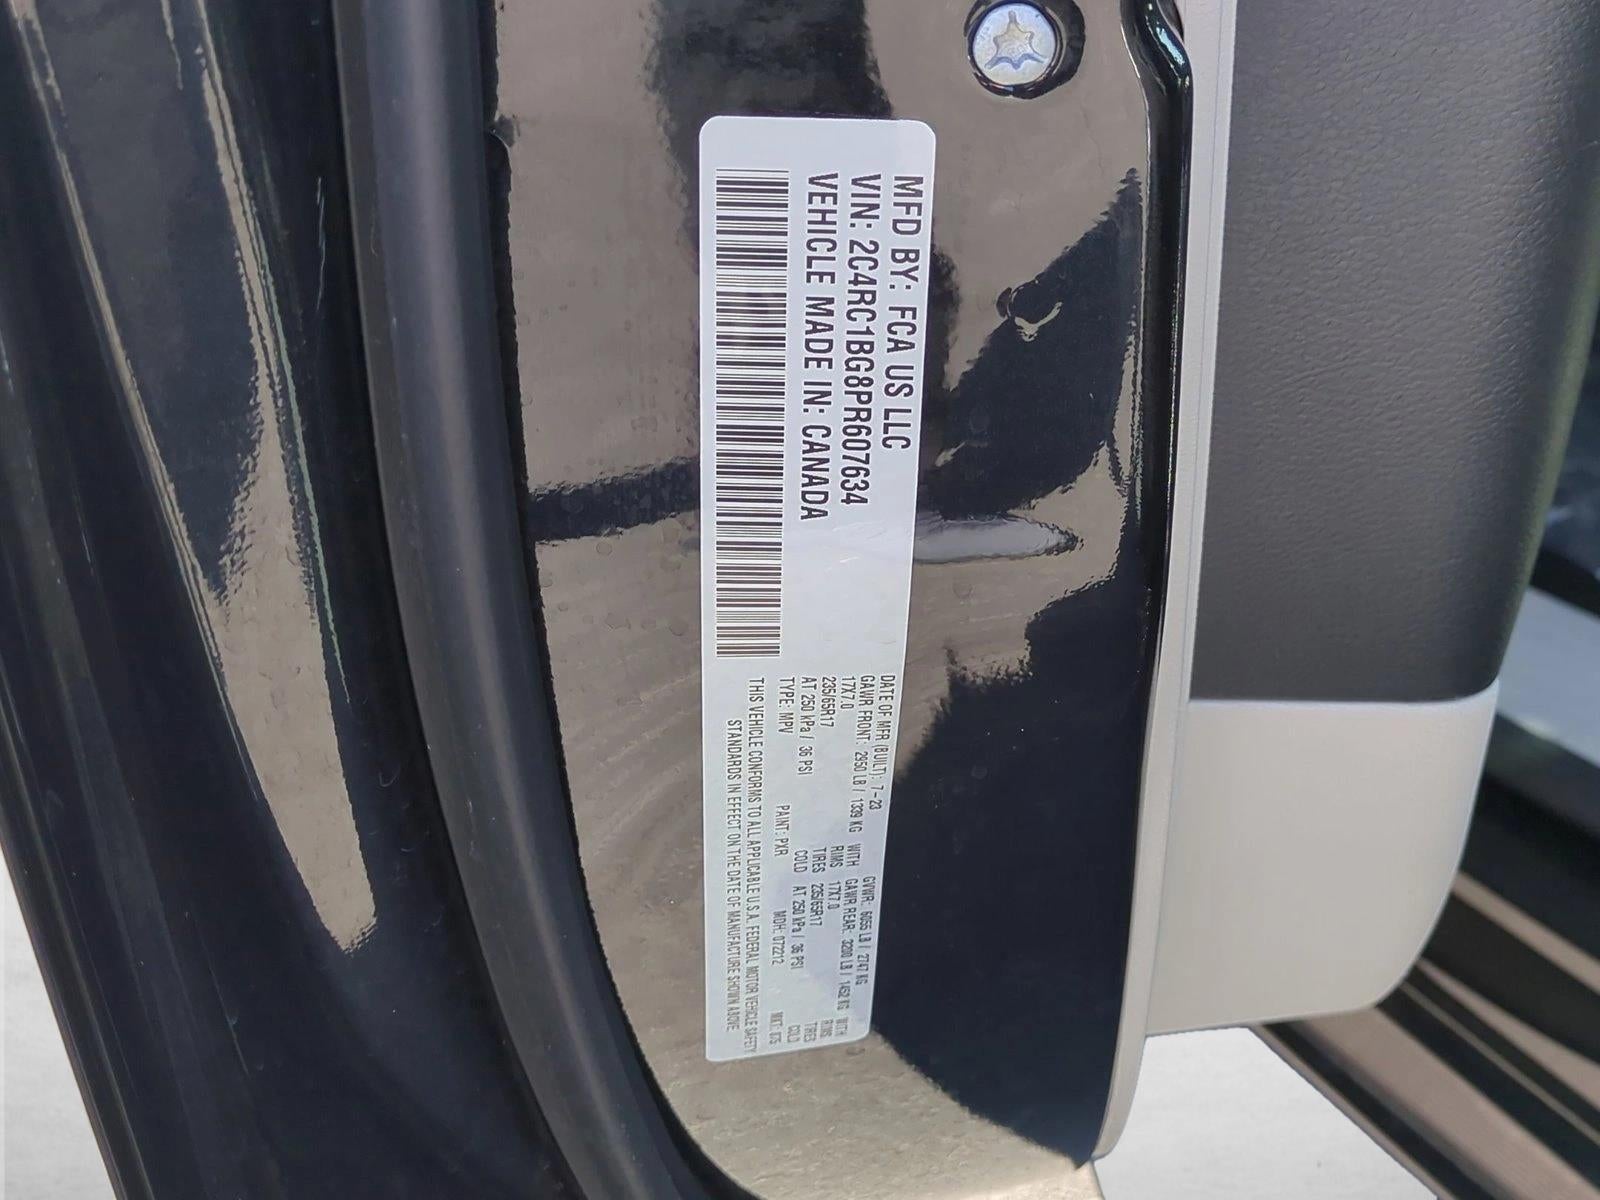 MFD BY: FCA US LLC
VIN: 2C4RC1BG8PR607634
VEHICLE MADE IN: CANADA
DATE OF MFR (BUILT): 7-23 GVWR: 6055 LB / 2747 KG
GAWR FRONT: 2950 LB / 1339 KG WITH GAWR REAR: 3200 LB / 1452 KG WITH
17X7.0 RIMS 17X7.0 RIMS
235/65R17 TIRES 235/65R17 TIRES
AT 250 kPa / 36 PSI COLD AT 250 kPa / 36 PSI COLD
TYPE: MPV PAINT: PXR MDH: 072212 MKT: 875
THIS VEHICLE CONFORMS TO ALL APPLICABLE U.S.A. FEDERAL MOTOR VEHICLE SAFETY
STANDARDS IN EFFECT ON THE DATE OF MANUFACTURE SHOWN ABOVE